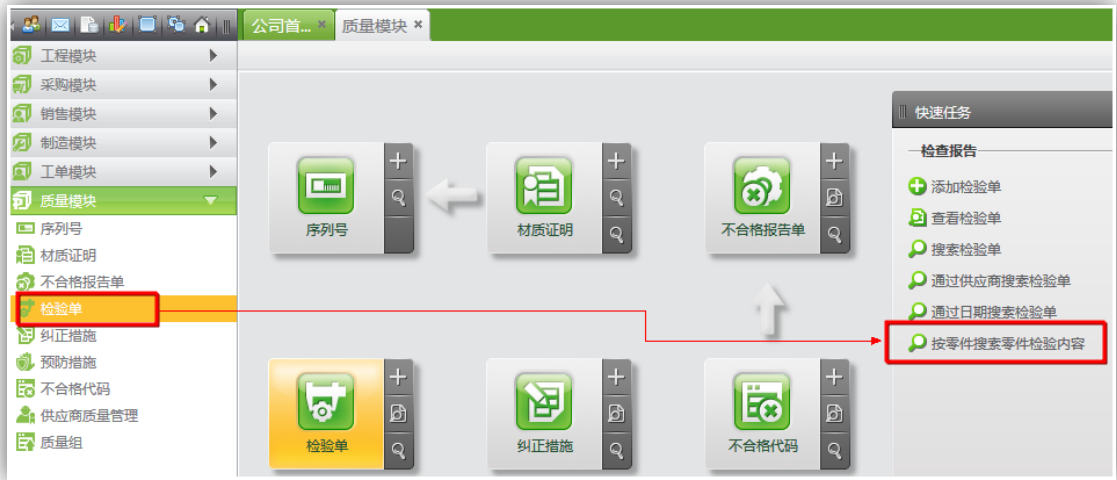 公司首...
质量模块
工程模块
采购模块
销售模块
制造模块
工单模块
质量模块
序列号
材质证明
不合格报告单
检验单
纠正措施
预防措施
不合格代码
供应商质量管理
质量组
序列号
材质证明
不合格报告单
检验单
纠正措施
不合格代码
快速任务
检查报告
添加检验单
查看检验单
搜索检验单
通过供应商搜索检验单
通过日期搜索检验单
按零件搜索零件检验内容